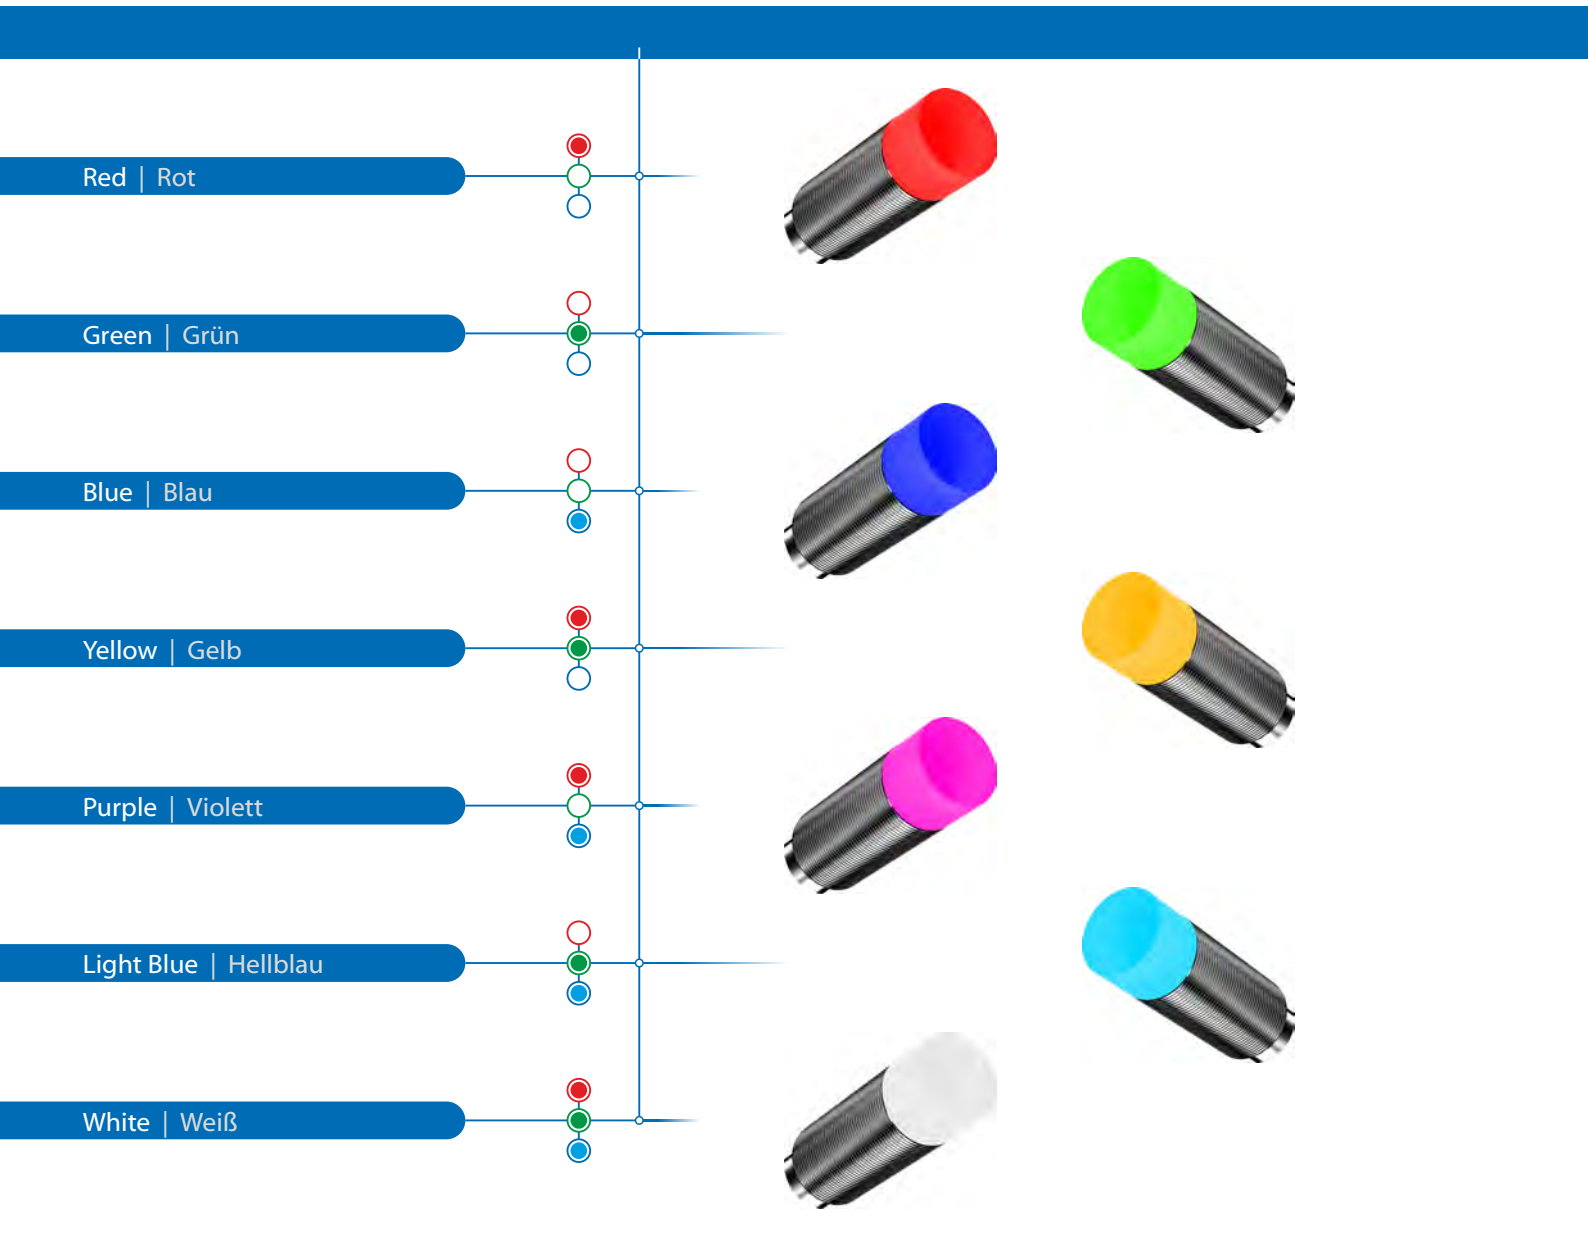 Red | Rot
Green | Grün
Blue | Blau
Yellow | Gelb
Purple | Violett
Light Blue | Hellblau
White | Weiß